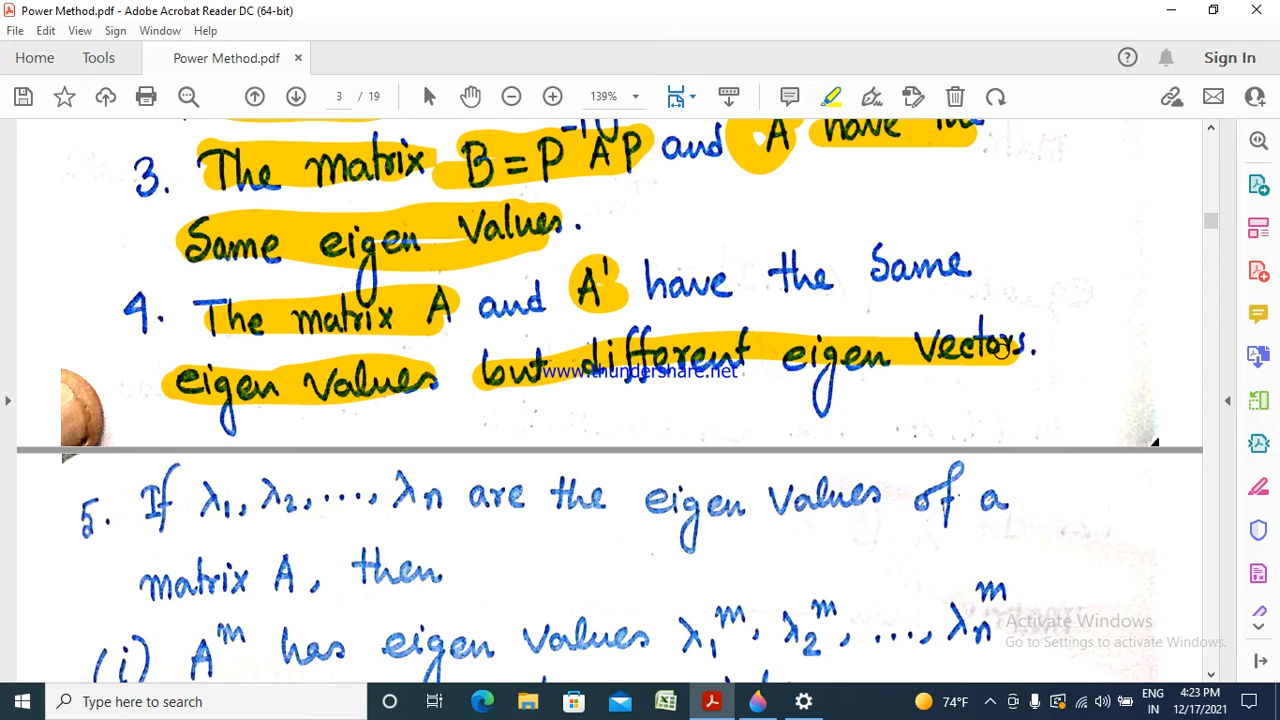 Power Method.pdf - Adobe Acrobat Reader DC (64-bit)
File Edit View Sign Window Help
Home Tools Power Method.pdf × Sign In
3 / 19 139%
3. The matrix B = P⁻¹AP and A have the
Same eigen values.
4. The matrix A and A' have the same
eigen values but different eigen vectors.
www.thundershare.net
5. If λ1, λ2, ..., λn are the eigen values of a
matrix A, then
(i) A^m has eigen values λ1^m, λ2^m, ..., λn^m
Activate Windows
Go to Settings to activate Windows.
Type here to search 74°F ENG IN 4:23 PM 12/17/2021